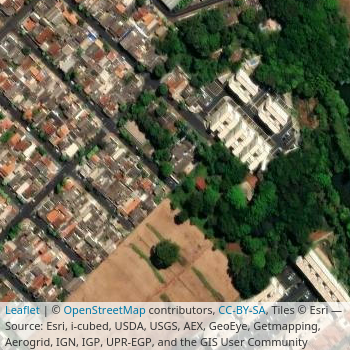 Leaflet | © OpenStreetMap contributors, CC-BY-SA, Tiles © Esri —
Source: Esri, i-cubed, USDA, USGS, AEX, GeoEye, Getmapping,
Aerogrid, IGN, IGP, UPR-EGP, and the GIS User Community